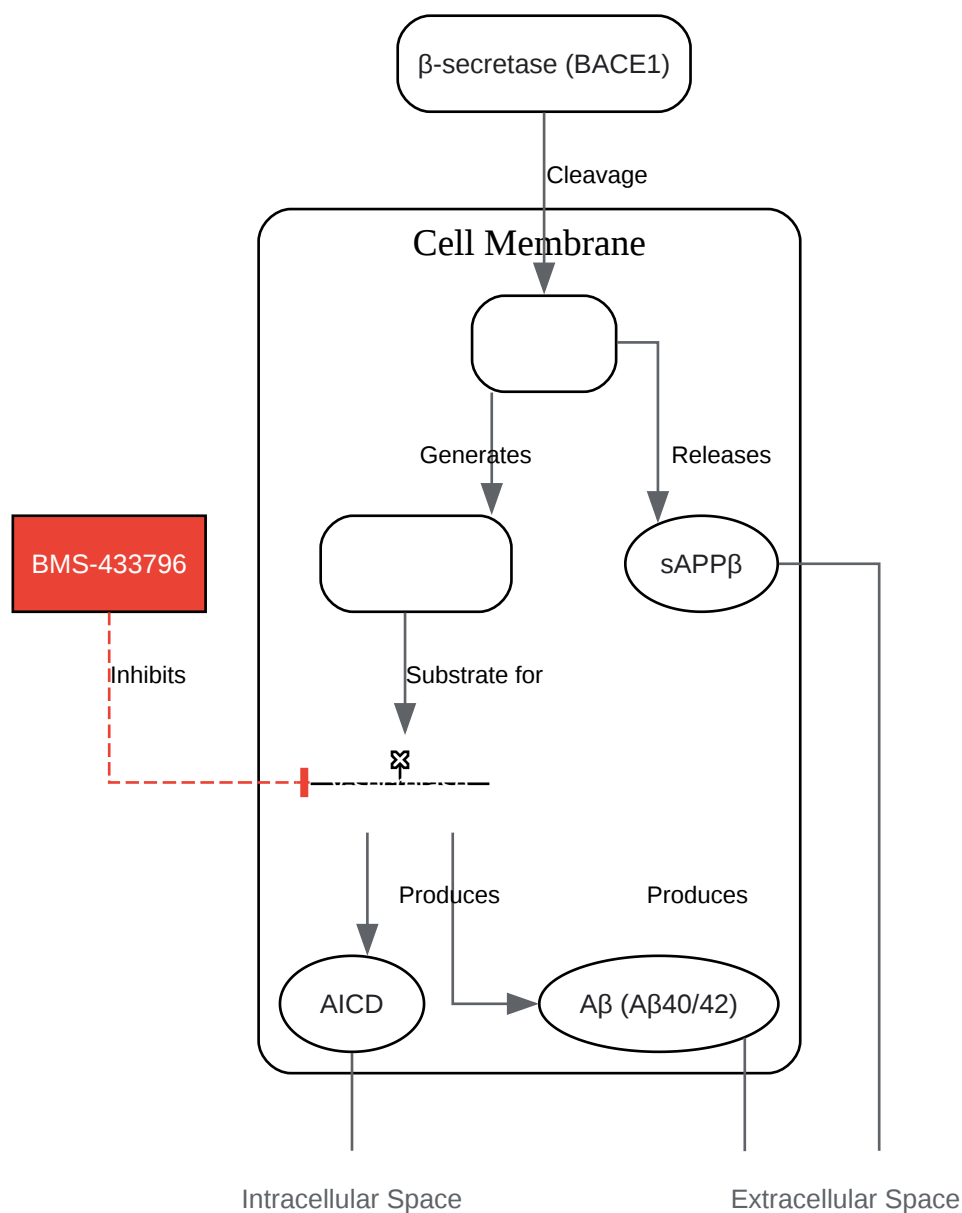 β-secretase (BACE1)
Cleavage
Cell Membrane
Generates
Releases
BMS-433796
sAPPβ
Inhibits
Substrate for
Produces
Produces
AICD
Aβ (Aβ40/42)
Intracellular Space
Extracellular Space